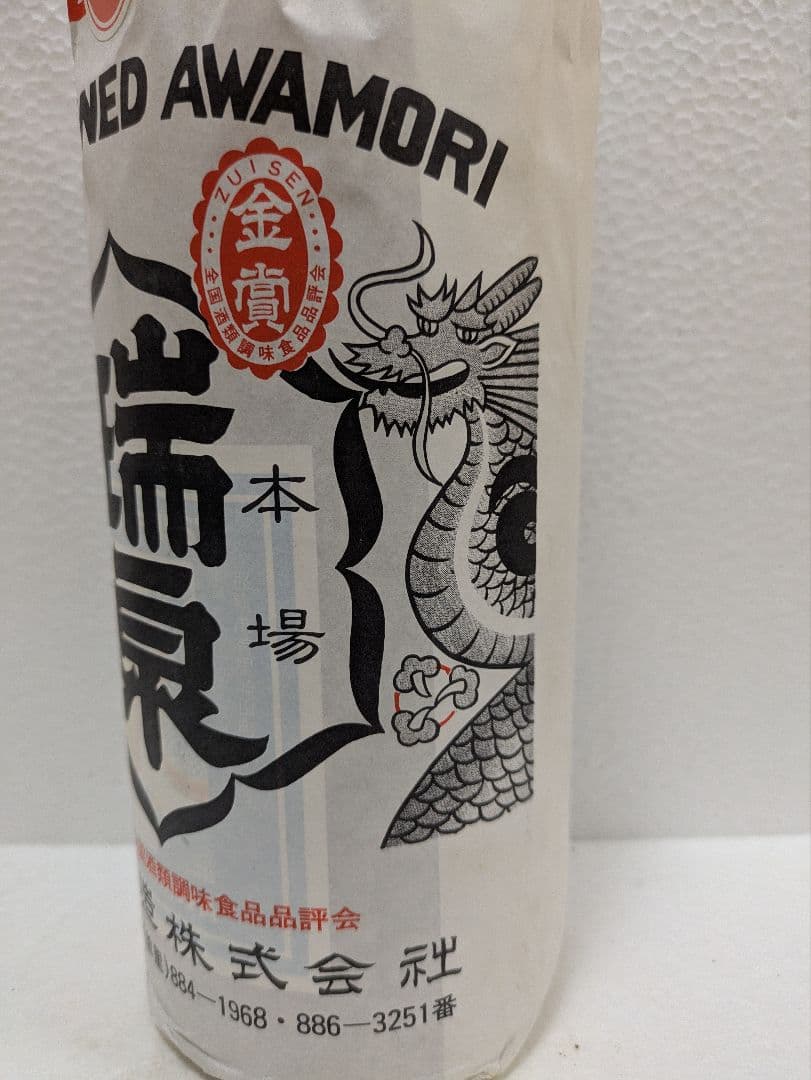 NED AWAMORI
ZUISEN
金賞
全国酒類調味食品品評会
瑞泉
本場
酒類調味食品品評会
株式会社
)884—1968・886—3251番